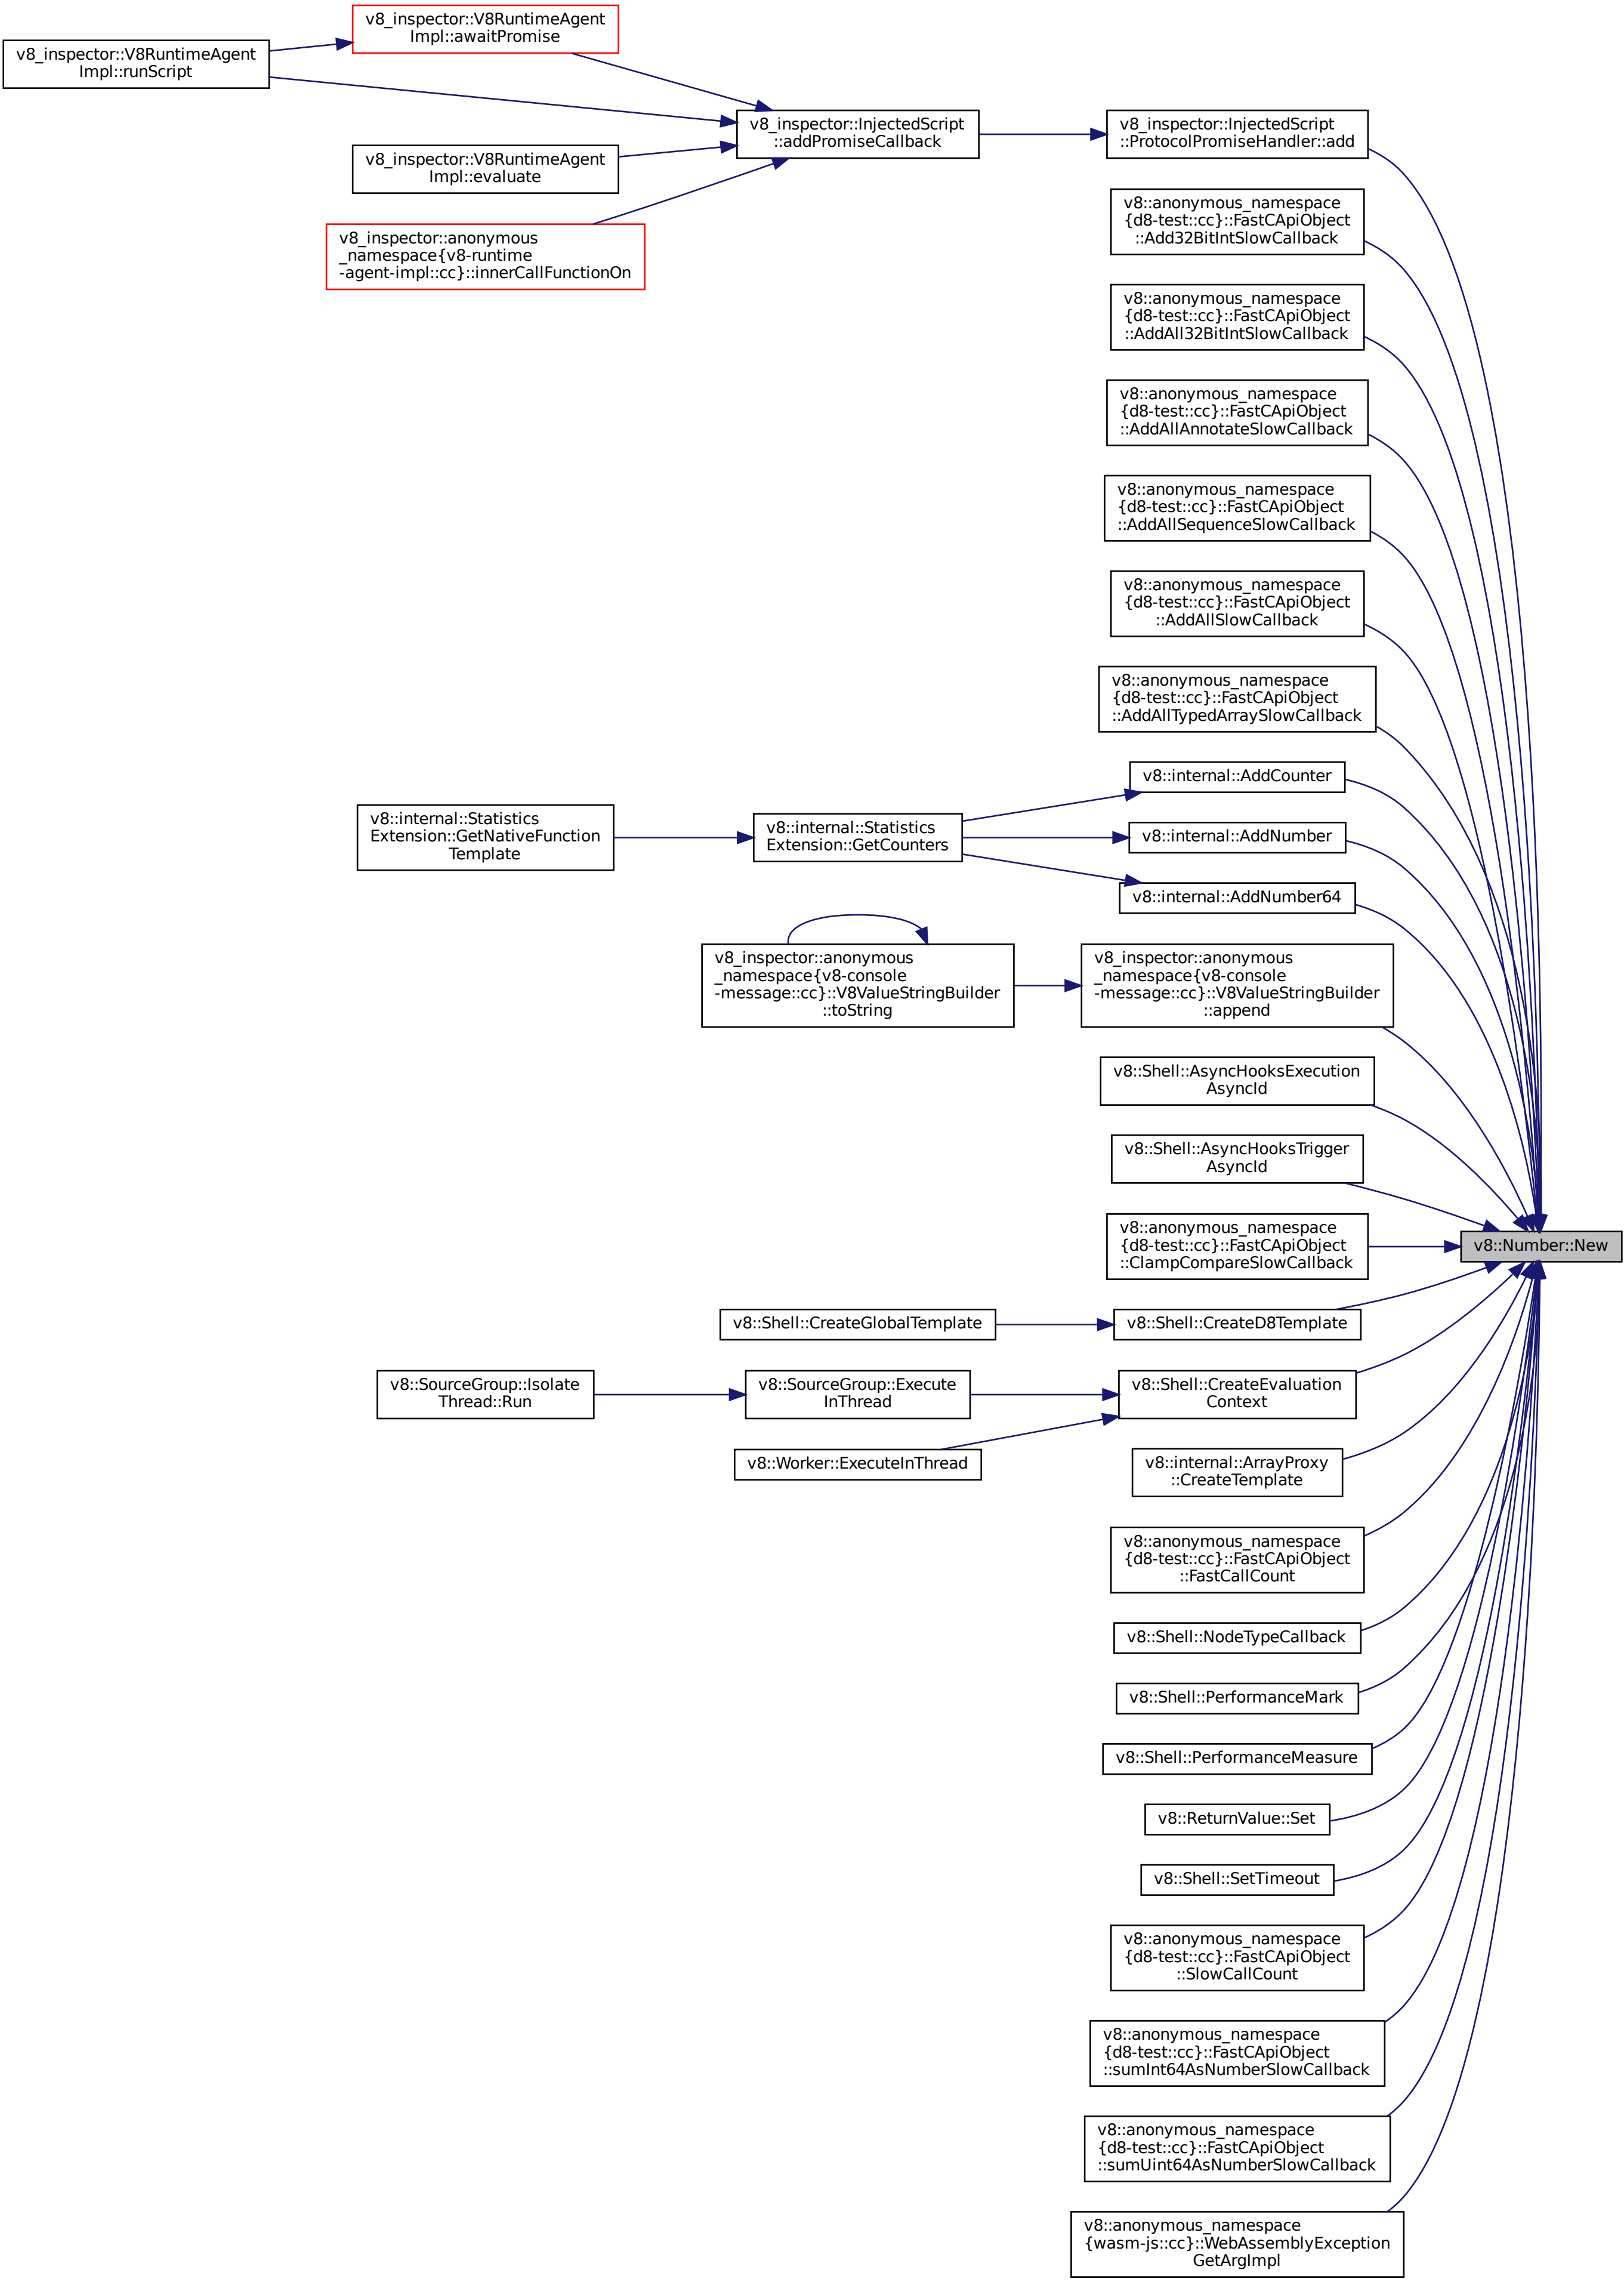 v8_inspector::V8RuntimeAgent
Impl::awaitPromise
v8_inspector::V8RuntimeAgent
Impl::runScript
v8_inspector::InjectedScript
::addPromiseCallback
v8_inspector::InjectedScript
::ProtocolPromiseHandler::add
v8_inspector::V8RuntimeAgent
Impl::evaluate
v8_inspector::anonymous
_namespace{v8-runtime
-agent-impl::cc}::innerCallFunctionOn
v8::anonymous_namespace
{d8-test::cc}::FastCApiObject
::Add32BitIntSlowCallback
v8::anonymous_namespace
{d8-test::cc}::FastCApiObject
::AddAll32BitIntSlowCallback
v8::anonymous_namespace
{d8-test::cc}::FastCApiObject
::AddAllAnnotateSlowCallback
v8::anonymous_namespace
{d8-test::cc}::FastCApiObject
::AddAllSequenceSlowCallback
v8::anonymous_namespace
{d8-test::cc}::FastCApiObject
::AddAllSlowCallback
v8::anonymous_namespace
{d8-test::cc}::FastCApiObject
::AddAllTypedArraySlowCallback
v8::internal::AddCounter
v8::internal::Statistics
Extension::GetNativeFunction
Template
v8::internal::Statistics
Extension::GetCounters
v8::internal::AddNumber
v8::internal::AddNumber64
v8_inspector::anonymous
_namespace{v8-console
-message::cc}::V8ValueStringBuilder
::toString
v8_inspector::anonymous
_namespace{v8-console
-message::cc}::V8ValueStringBuilder
::append
v8::Shell::AsyncHooksExecution
AsyncId
v8::Shell::AsyncHooksTrigger
AsyncId
v8::Number::New
v8::anonymous_namespace
{d8-test::cc}::FastCApiObject
::ClampCompareSlowCallback
v8::Shell::CreateGlobalTemplate
v8::Shell::CreateD8Template
v8::SourceGroup::Isolate
Thread::Run
v8::SourceGroup::Execute
InThread
v8::Shell::CreateEvaluation
Context
v8::Worker::ExecuteInThread
v8::internal::ArrayProxy
::CreateTemplate
v8::anonymous_namespace
{d8-test::cc}::FastCApiObject
::FastCallCount
v8::Shell::NodeTypeCallback
v8::Shell::PerformanceMark
v8::Shell::PerformanceMeasure
v8::ReturnValue::Set
v8::Shell::SetTimeout
v8::anonymous_namespace
{d8-test::cc}::FastCApiObject
::SlowCallCount
v8::anonymous_namespace
{d8-test::cc}::FastCApiObject
::sumInt64AsNumberSlowCallback
v8::anonymous_namespace
{d8-test::cc}::FastCApiObject
::sumUint64AsNumberSlowCallback
v8::anonymous_namespace
{wasm-js::cc}::WebAssemblyException
GetArgImpl